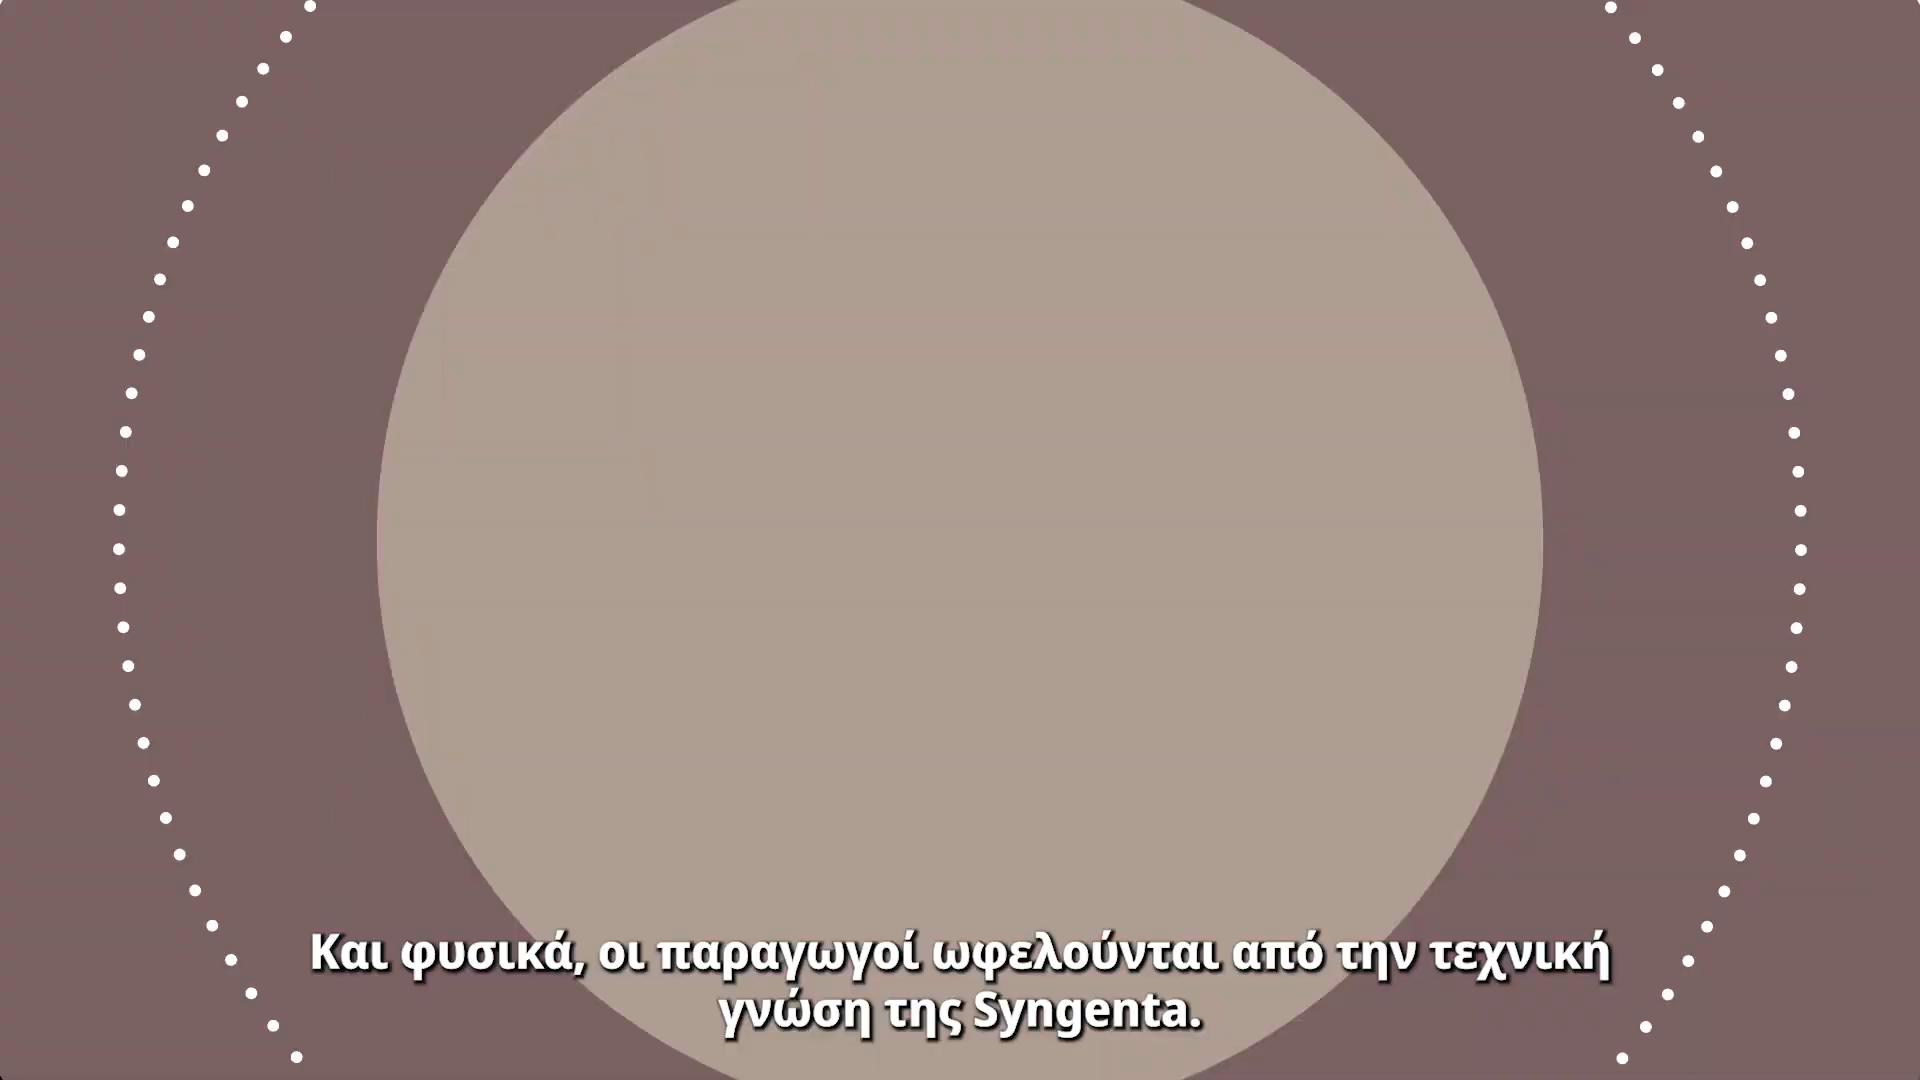 Και φυσικά, οι παραγωγοί ωφελούνται από την τεχνική
γνώση της Syngenta.